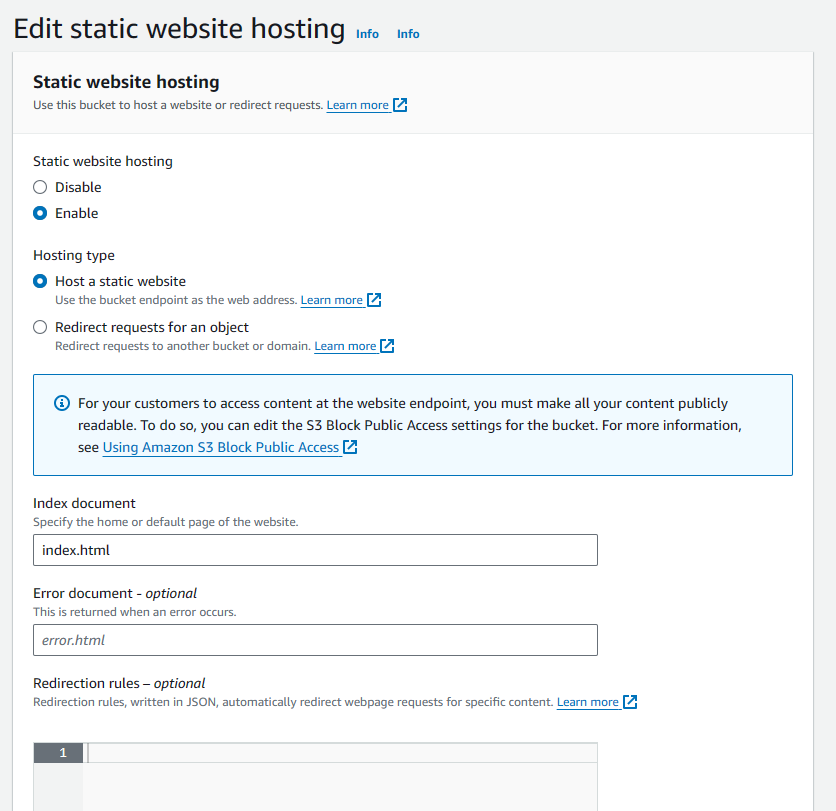 Edit static website hosting Info Info
Static website hosting
Use this bucket to host a website or redirect requests. Learn more
Static website hosting
Disable
Enable
Hosting type
Host a static website
Use the bucket endpoint as the web address. Learn more
Redirect requests for an object
Redirect requests to another bucket or domain. Learn more
For your customers to access content at the website endpoint, you must make all your content publicly
readable. To do so, you can edit the S3 Block Public Access settings for the bucket. For more information,
see Using Amazon S3 Block Public Access
Index document
Specify the home or default page of the website.
index.html
Error document - optional
This is returned when an error occurs.
error.html
Redirection rules – optional
Redirection rules, written in JSON, automatically redirect webpage requests for specific content. Learn more
1